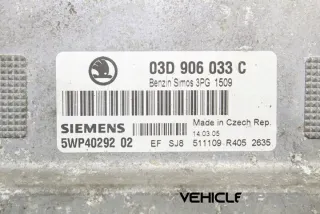 03D 906 033 C
Benzin Simos 3PG 1509
SIEMENS
Made in Czech Rep.
14.03.05
5WP40292 02
EF SJ8 511109 R405 2635
VEHICLE